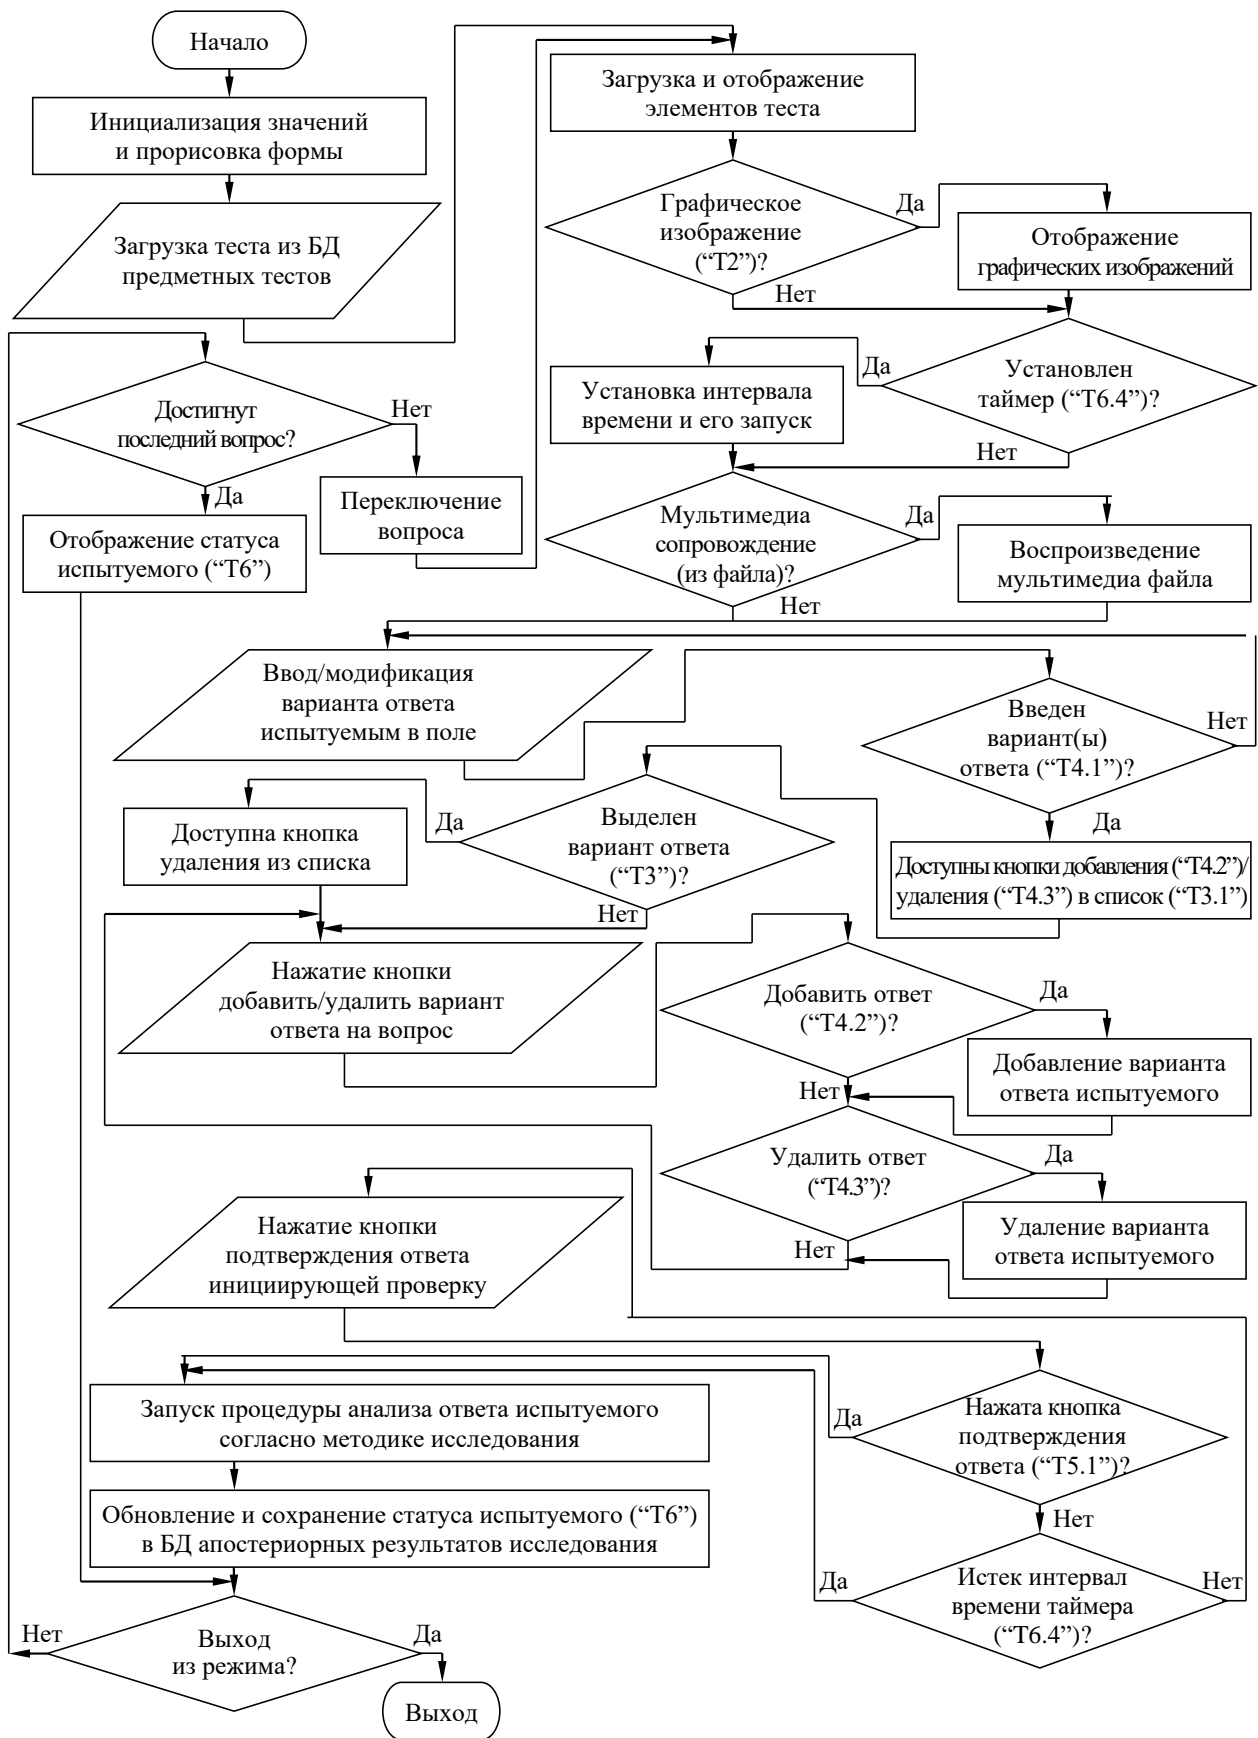 Начало
Инициализация значений
и прорисовка формы
Загрузка теста из БД
предметных тестов
Достигнут
последний вопрос?
Нет
Да
Переключение
вопроса
Отображение статуса
испытуемого (“Т6”)
Загрузка и отображение
элементов теста
Графическое
изображение
(“Т2”)?
Да
Отображение
графических изображений
Нет
Установлен
таймер (“Т6.4”)?
Да
Установка интервала
времени и его запуск
Нет
Мультимедиа
сопровождение
(из файла)?
Да
Воспроизведение
мультимедиа файла
Нет
Ввод/модификация
варианта ответа
испытуемым в поле
Введен
вариант(ы)
ответа (“Т4.1”)?
Нет
Да
Доступны кнопки добавления (“Т4.2”)/
удаления (“Т4.3”) в список (“Т3.1”)
Выделен
вариант ответа
(“Т3”)?
Да
Доступна кнопка
удаления из списка
Нет
Нажатие кнопки
добавить/удалить вариант
ответа на вопрос
Добавить ответ
(“Т4.2”)?
Да
Добавление варианта
ответа испытуемого
Нет
Удалить ответ
(“Т4.3”)?
Да
Удаление варианта
ответа испытуемого
Нет
Нажатие кнопки
подтверждения ответа
инициирующей проверку
Нажата кнопка
подтверждения
ответа (“Т5.1”)?
Да
Нет
Запуск процедуры анализа ответа испытуемого
согласно методике исследования
Обновление и сохранение статуса испытуемого (“Т6”)
в БД апостериорных результатов исследования
Истек интервал
времени таймера
(“Т6.4”)?
Да
Нет
Выход
из режима?
Нет
Да
Выход